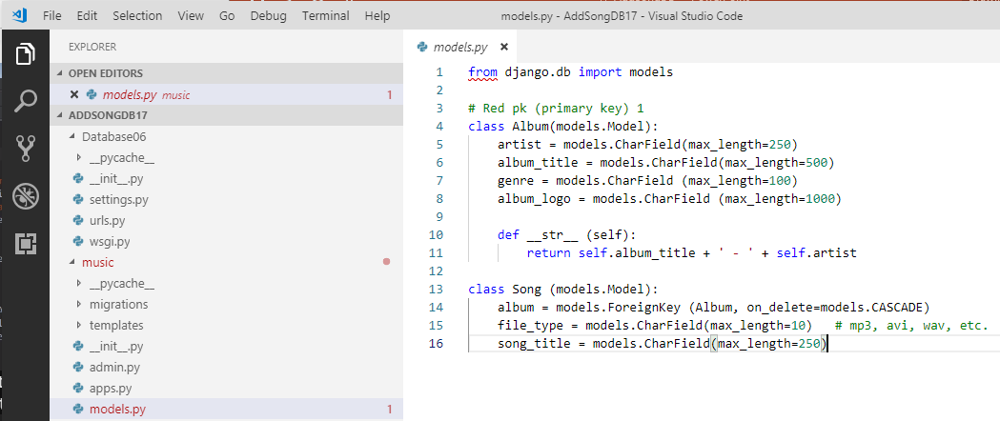 File Edit Selection View Go Debug Terminal Help models.py - AddSongDB17 - Visual Studio Code
EXPLORER
OPEN EDITORS
models.py music 1
ADDSONGDB17
Database06
__pycache__
__init__.py
settings.py
urls.py
wsgi.py
music
__pycache__
migrations
templates
__init__.py
admin.py
apps.py
models.py 1
models.py
1 from django.db import models
2
3 # Red pk (primary key) 1
4 class Album(models.Model):
5 artist = models.CharField(max_length=250)
6 album_title = models.CharField(max_length=500)
7 genre = models.CharField (max_length=100)
8 album_logo = models.CharField (max_length=1000)
9
10 def __str__ (self):
11 return self.album_title + ' - ' + self.artist
12
13 class Song (models.Model):
14 album = models.ForeignKey (Album, on_delete=models.CASCADE)
15 file_type = models.CharField(max_length=10) # mp3, avi, wav, etc.
16 song_title = models.CharField(max_length=250)